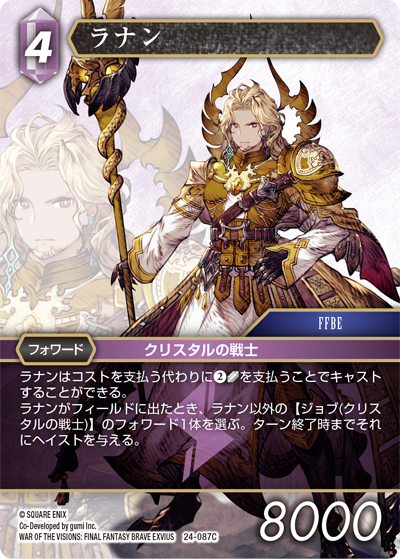 4
ラナン
FFBE
フォワード
クリスタルの戦士
ラナンはコストを支払う代わりに2を支払うことでキャスト
することができる。
ラナンがフィールドに出たとき、ラナン以外の【ジョブ(クリス
タルの戦士)】のフォワード1体を選ぶ。ターン終了時までそれ
にヘイストを与える。
© SQUARE ENIX
Co-Developed by gumi Inc.
WAR OF THE VISIONS: FINAL FANTASY BRAVE EXVIUS
24-087C
8000